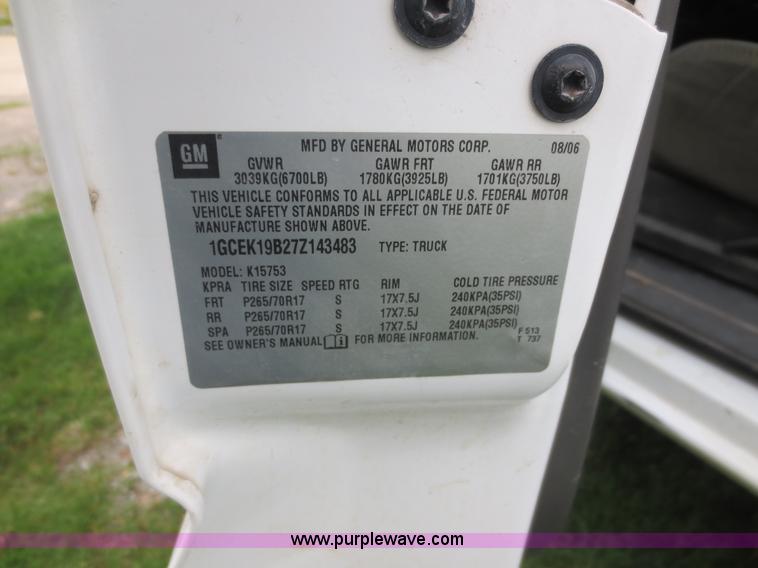 GM
MFD BY GENERAL MOTORS CORP. 08/06
GVWR GAWR FRT GAWR RR
3039KG(6700LB) 1780KG(3925LB) 1701KG(3750LB)
THIS VEHICLE CONFORMS TO ALL APPLICABLE U.S. FEDERAL MOTOR
VEHICLE SAFETY STANDARDS IN EFFECT ON THE DATE OF
MANUFACTURE SHOWN ABOVE.
1GCEK19B27Z143483 TYPE: TRUCK
MODEL: K15753
KPRA TIRE SIZE SPEED RTG RIM COLD TIRE PRESSURE
FRT P265/70R17 S 17X7.5J 240KPA(35PSI)
RR P265/70R17 S 17X7.5J 240KPA(35PSI)
SPA P265/70R17 S 17X7.5J 240KPA(35PSI)
SEE OWNER'S MANUAL FOR MORE INFORMATION.
F 513
T 737
www.purplewave.com